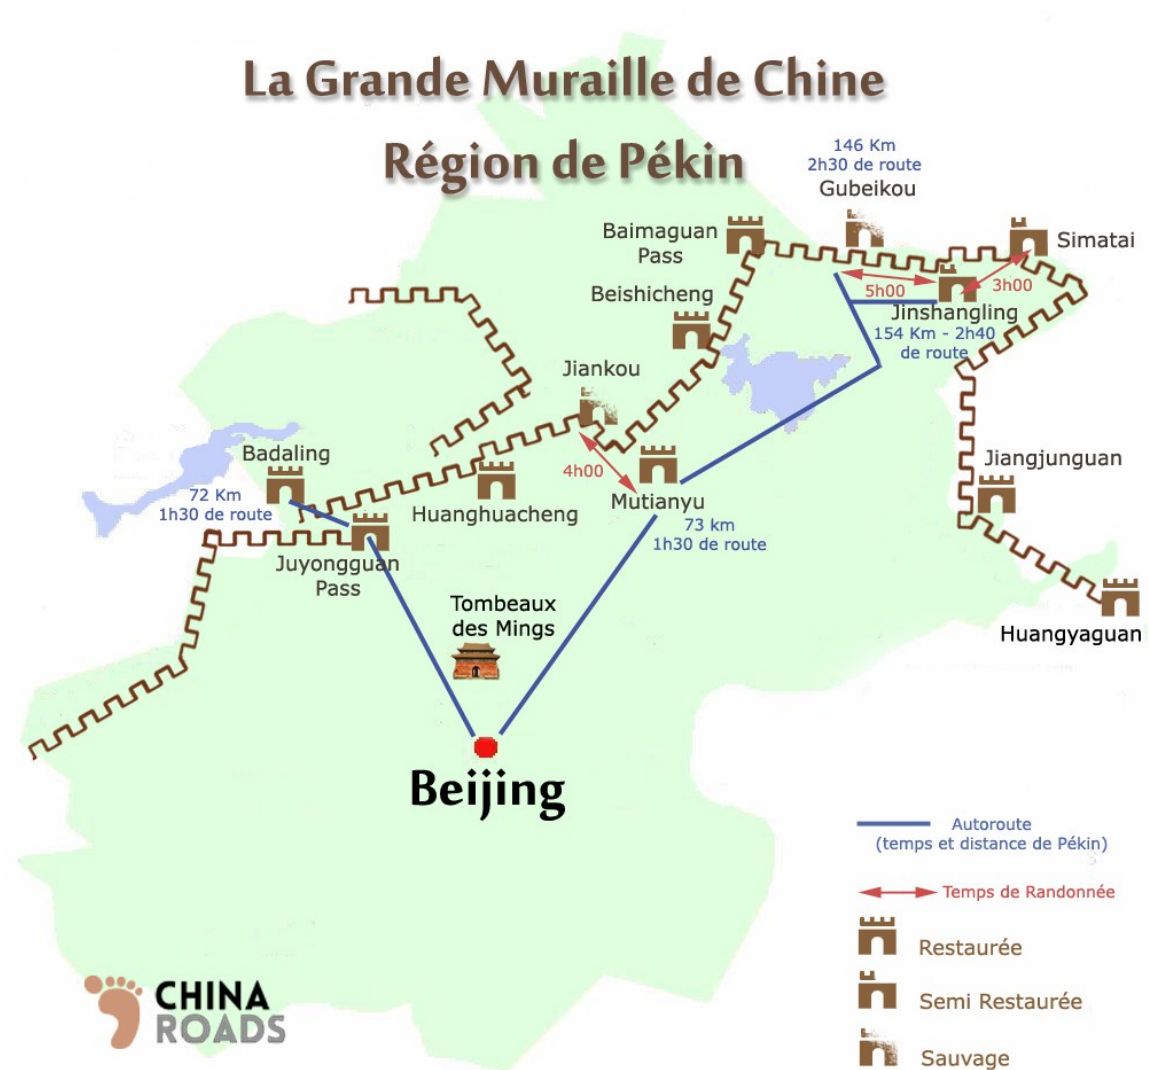 La Grande Muraille de Chine
Région de Pékin
146 Km
2h30 de route
Gubeikou
Baimaguan
Pass
Simatai
Beishicheng
5h00
3h00
Jinshangling
154 Km - 2h40
de route
Jiankou
Badaling
4h00
Jiangjunguan
72 Km
1h30 de route
Huanghuacheng
Mutianyu
73 km
1h30 de route
Juyongguan
Pass
Tombeaux
des Mings
Huangyaguan
Beijing
Autoroute
(temps et distance de Pékin)
Temps de Randonnée
Restaurée
Semi Restaurée
Sauvage
CHINA
ROADS